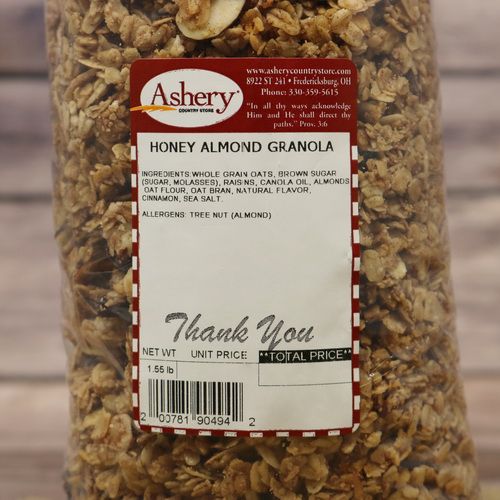 Ashery
COUNTRY STORE
www.asherycountrystore.com
8922 ST 241 • Fredericksburg, OH
Phone: 330-359-5615
"In all thy ways acknowledge
Him and He shall direct thy
paths." Prov. 3:6
HONEY ALMOND GRANOLA
INGREDIENTS:WHOLE GRAIN OATS, BROWN SUGAR
(SUGAR, MOLASSES), RAISINS, CANOLA OIL, ALMONDS
OAT FLOUR, OAT BRAN, NATURAL FLAVOR,
CINNAMON, SEA SALT.
ALLERGENS: TREE NUT (ALMOND)
Thank You
NET WT UNIT PRICE **TOTAL PRICE**
1.55 lb
2 00781 90494 2